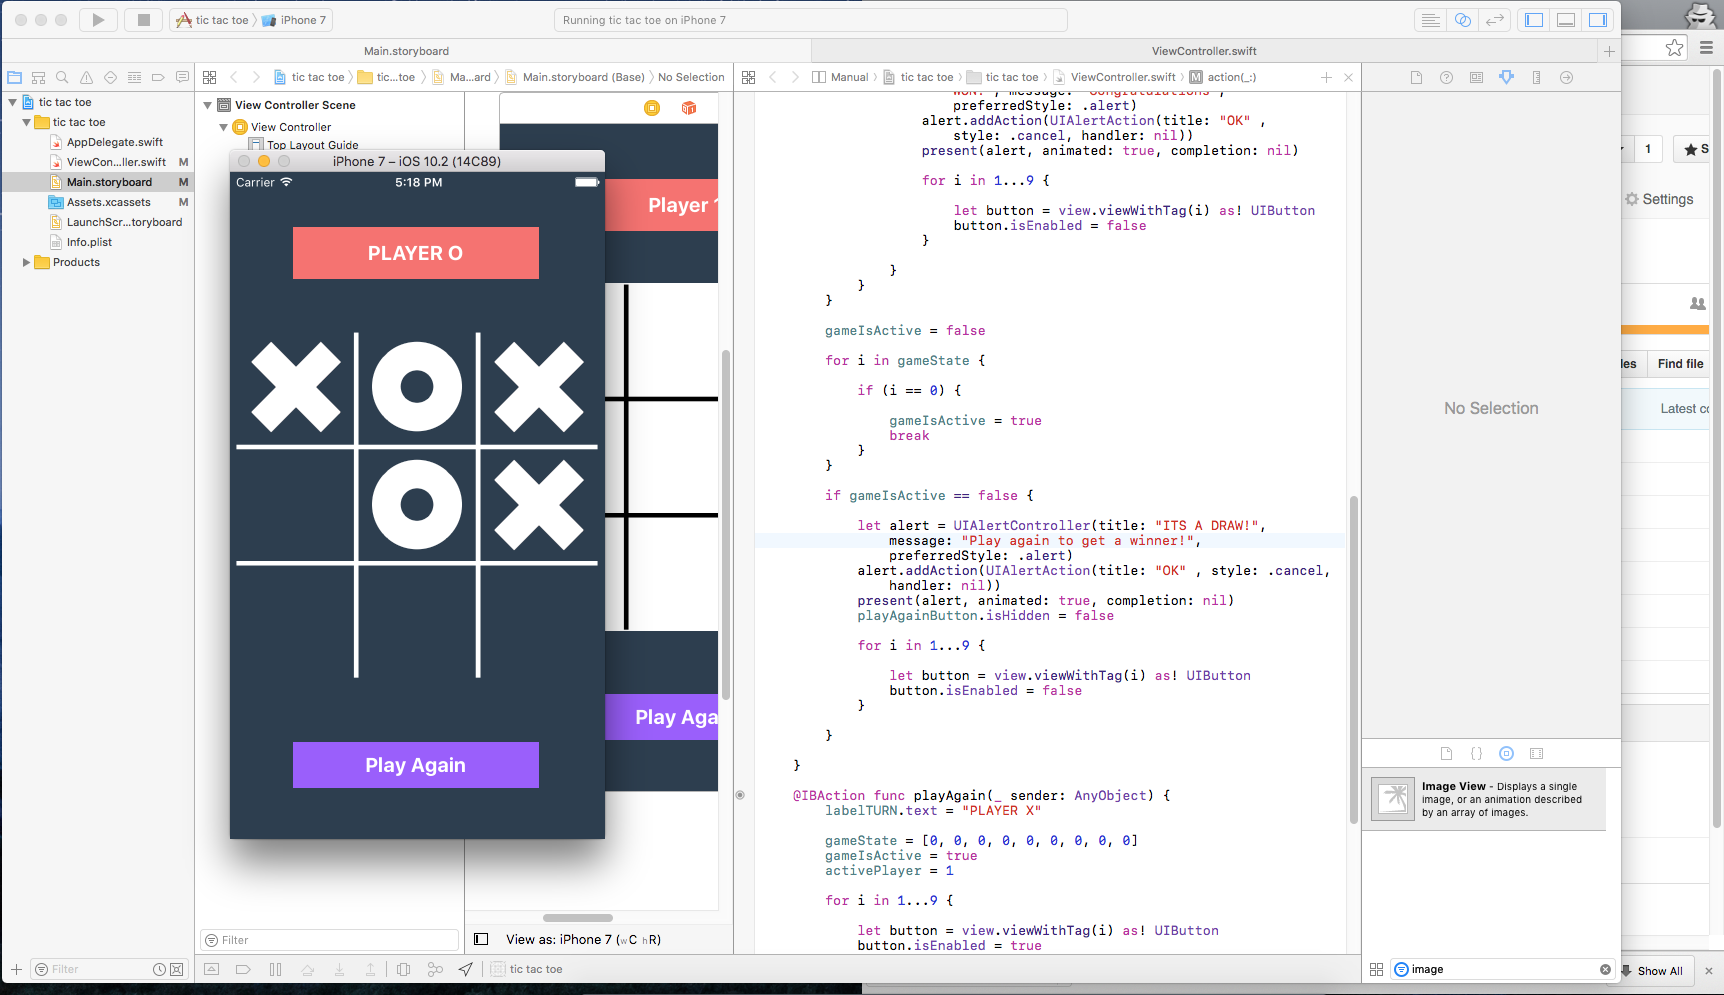 tic tac toe
iPhone 7
Running tic tac toe on iPhone 7
Main.storyboard
ViewController.swift
tic tac toe
tic...toe
Ma...ard
Main.storyboard (Base)
No Selection
Manual
tic tac toe
tic tac toe
ViewController.swift
action(_:)
tic tac toe
tic tac toe
AppDelegate.swift
ViewCon...ller.swift M
Main.storyboard M
Assets.xcassets M
LaunchScr...toryboard
Info.plist
Products
View Controller Scene
View Controller
Top Layout Guide
iPhone 7 – iOS 10.2 (14C89)
Carrier 5:18 PM
PLAYER O
Play Again
Player 1
Play Aga
WON!", message: "Congratulations",
preferredStyle: .alert)
alert.addAction(UIAlertAction(title: "OK" ,
style: .cancel, handler: nil))
present(alert, animated: true, completion: nil)
for i in 1...9 {
let button = view.viewWithTag(i) as! UIButton
button.isEnabled = false
}
}
}
}
gameIsActive = false
for i in gameState {
if (i == 0) {
gameIsActive = true
break
}
}
if gameIsActive == false {
let alert = UIAlertController(title: "ITS A DRAW!",
message: "Play again to get a winner!",
preferredStyle: .alert)
alert.addAction(UIAlertAction(title: "OK" , style: .cancel,
handler: nil))
present(alert, animated: true, completion: nil)
playAgainButton.isHidden = false
for i in 1...9 {
let button = view.viewWithTag(i) as! UIButton
button.isEnabled = false
}
}
}
@IBAction func playAgain(_ sender: AnyObject) {
labelTURN.text = "PLAYER X"
gameState = [0, 0, 0, 0, 0, 0, 0, 0, 0]
gameIsActive = true
activePlayer = 1
for i in 1...9 {
let button = view.viewWithTag(i) as! UIButton
button.isEnabled = true
No Selection
{ }
Image View - Displays a single
image, or an animation described
by an array of images.
image
Filter
Filter
View as: iPhone 7 (wC hR)
tic tac toe
1
S
Settings
les
Find file
Latest co
Show All